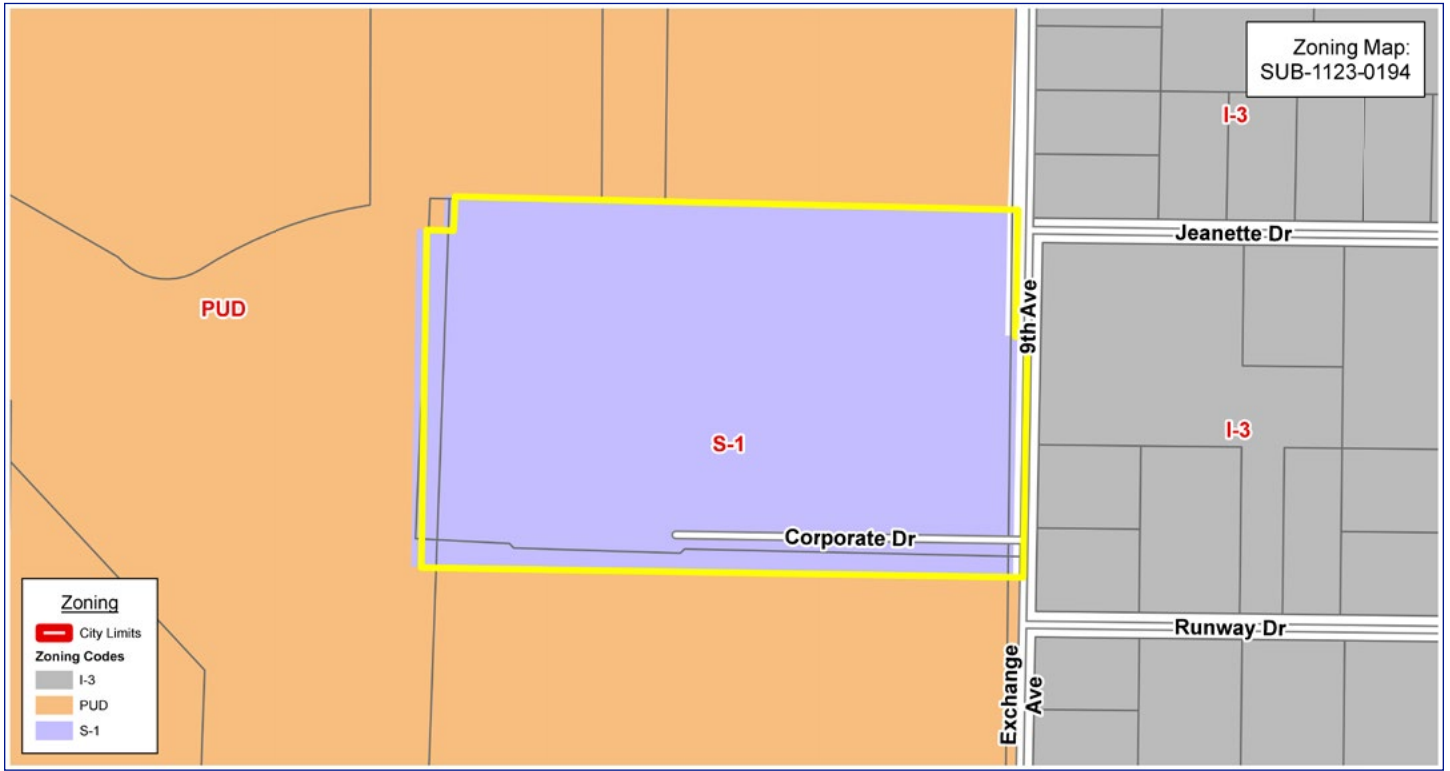 Zoning Map:
SUB-1123-0194
I-3
Jeanette Dr
PUD
9th Ave
I-3
S-1
Corporate Dr
Runway Dr
Exchange
Ave
Zoning
City Limits
Zoning Codes
I-3
PUD
S-1